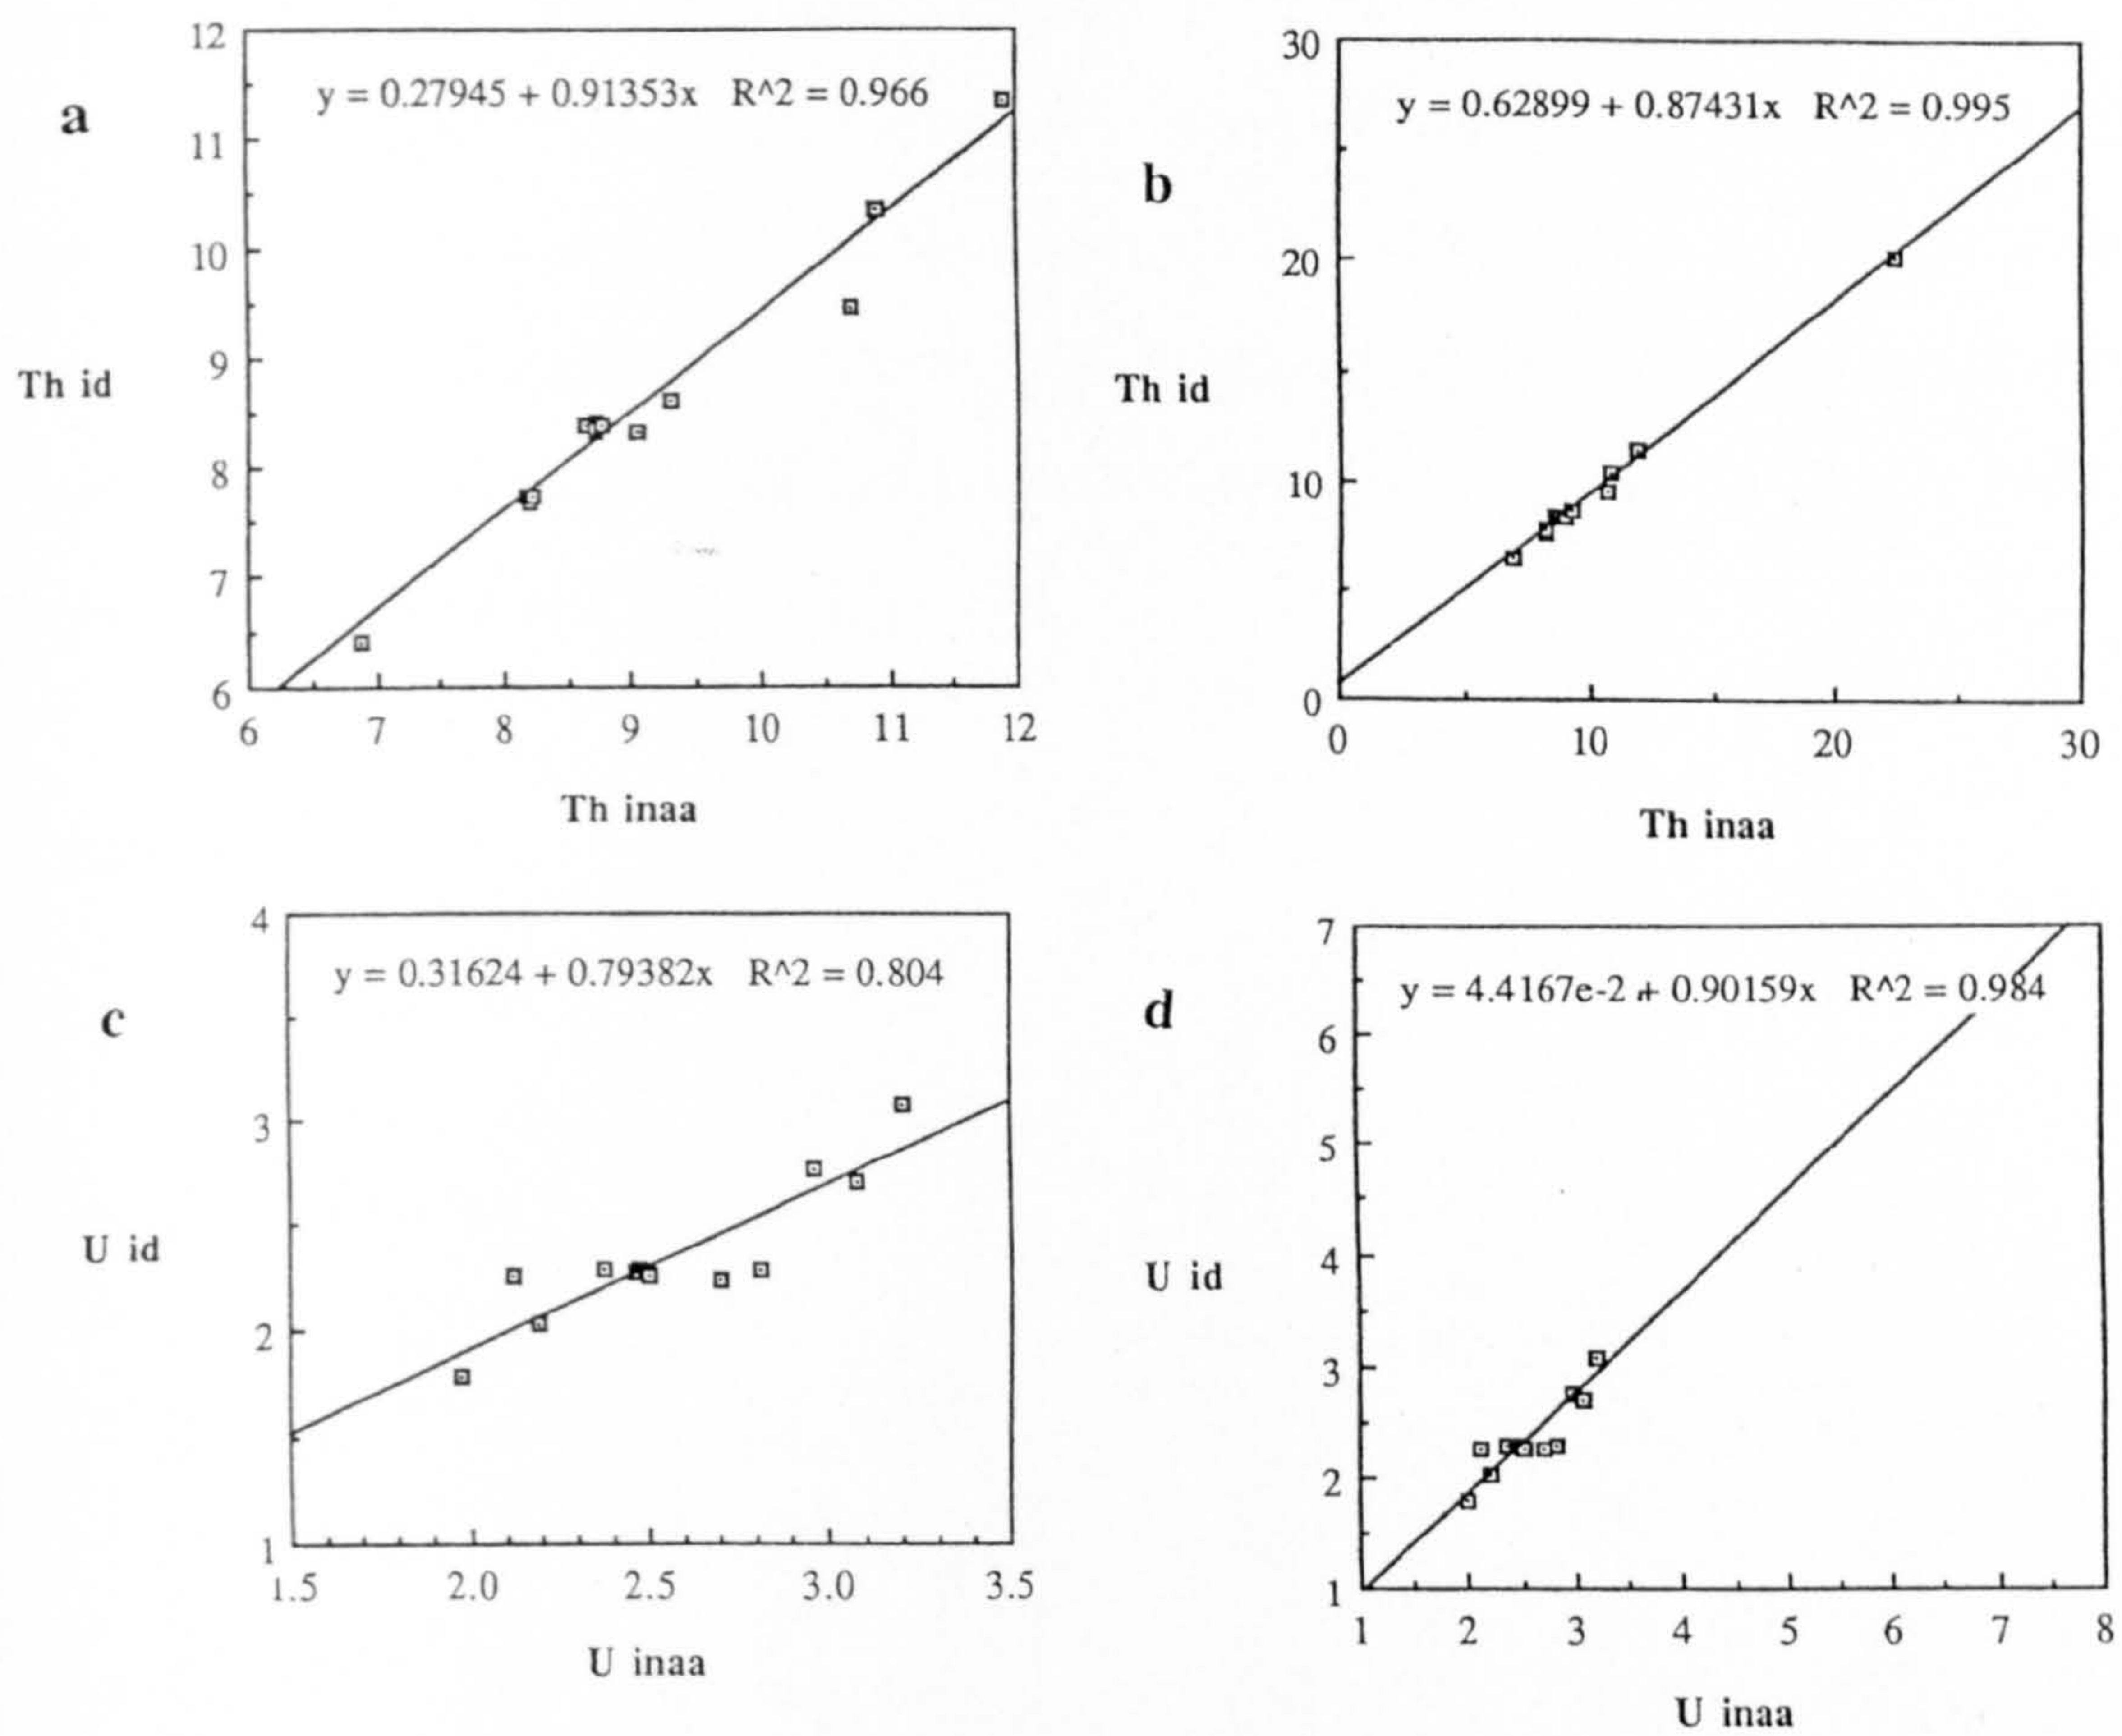 a
y = 0.27945 + 0.91353x R^2 = 0.966
12
11
10
9
8
7
6
Th id
6 7 8 9 10 11 12
Th inaa
b
y = 0.62899 + 0.87431x R^2 = 0.995
30
20
10
0
Th id
0 10 20 30
Th inaa
c
y = 0.31624 + 0.79382x R^2 = 0.804
4
3
2
1
U id
1.5 2.0 2.5 3.0 3.5
U inaa
d
y = 4.4167e-2 + 0.90159x R^2 = 0.984
7
6
5
4
3
2
1
U id
1 2 3 4 5 6 7 8
U inaa